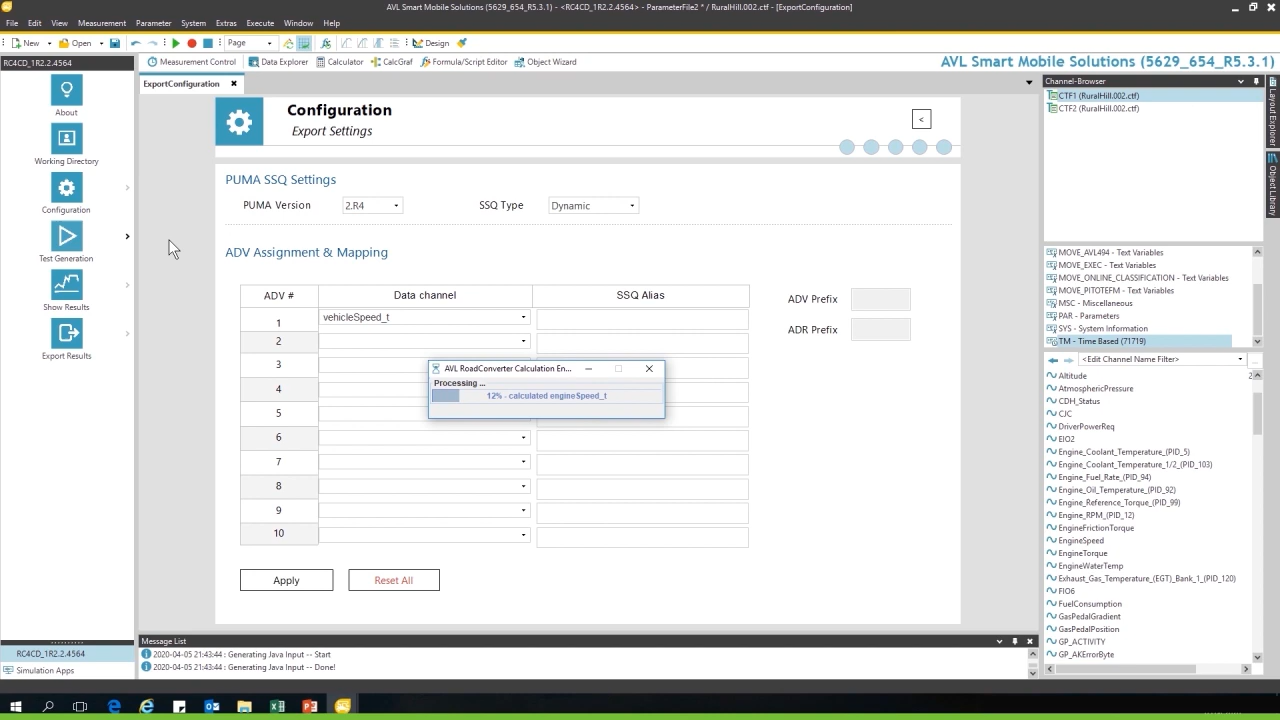 AVL Smart Mobile Solutions (5629_654_R5.3.1) - <RC4CD_1R2.2.4564> - ParameterFile2 * / RuralHill.002.ctf - [ExportConfiguration]
File Edit View Measurement Parameter System Extras Execute Window Help
New Open Page Design
RC4CD_1R2.2.4564
Measurement Control Data Explorer Calculator CalcGraf Formula/Script Editor Object Wizard
AVL Smart Mobile Solutions (5629_654_R5.3.1)
About
Working Directory
Configuration
Test Generation
Show Results
Export Results
RC4CD_1R2.2.4564
Simulation Apps
ExportConfiguration
Configuration
Export Settings
<
PUMA SSQ Settings
PUMA Version 2.R4 SSQ Type Dynamic
ADV Assignment & Mapping
ADV # Data channel SSQ Alias
1 vehicleSpeed_t
2
3
4
5
6
7
8
9
10
ADV Prefix
ADR Prefix
AVL RoadConverter Calculation En...
Processing ...
12% - calculated engineSpeed_t
Apply Reset All
Message List
2020-04-05 21:43:44 : Generating Java Input -- Start
2020-04-05 21:43:44 : Generating Java Input -- Done!
Channel-Browser
CTF1 (RuralHill.002.ctf)
CTF2 (RuralHill.002.ctf)
MOVE_AVL494 - Text Variables
MOVE_EXEC - Text Variables
MOVE_ONLINE_CLASSIFICATION - Text Variables
MOVE_PITOTEFM - Text Variables
MSC - Miscellaneous
PAR - Parameters
SYS - System Information
TM - Time Based (71719)
<Edit Channel Name Filter>
...
Altitude 2
AtmosphericPressure
CDH_Status
CJC
DriverPowerReq
EIO2
Engine_Coolant_Temperature_(PID_5)
Engine_Coolant_Temperature_1/2_(PID_103)
Engine_Fuel_Rate_(PID_94)
Engine_Oil_Temperature_(PID_92)
Engine_Reference_Torque_(PID_99)
Engine_RPM_(PID_12)
EngineFrictionTorque
EngineSpeed
EngineTorque
EngineWaterTemp
Exhaust_Gas_Temperature_(EGT)_Bank_1_(PID_120)
FIO6
FuelConsumption
GasPedalGradient
GasPedalPosition
GP_ACTIVITY
GP_AKErrorByte
Layout Explorer
Object Library